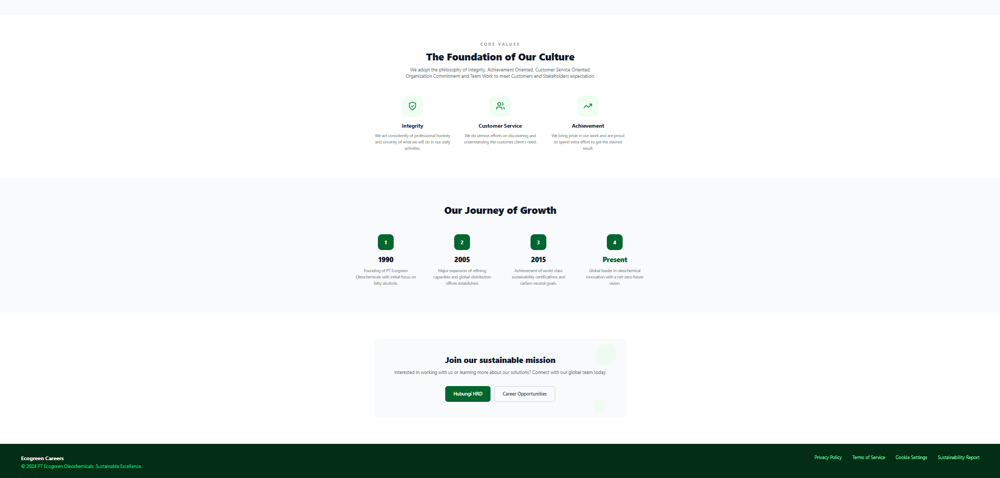 CORE VALUES
The Foundation of Our Culture
We adopt the philosophy of Integrity, Achievement Oriented, Customer Service Oriented,
Organization Commitment and Team Work to meet Customers and Stakeholders expectation.
Integrity
We act consistently of professional honesty
and sincerity of what we will do in our daily
activities.
Customer Service
We do utmost efforts on discovering and
understanding the customer client's need.
Achievement
We bring pride in our work and are proud
to spend extra effort to get the desired
result.
Our Journey of Growth
1
1990
Founding of PT Ecogreen
Oleochemicals with initial focus on
fatty alcohols.
2
2005
Major expansion of refining
capacities and global distribution
offices established.
3
2015
Achievement of world-class
sustainability certifications and
carbon neutral goals.
4
Present
Global leader in oleochemical
innovation with a net-zero future
vision.
Join our sustainable mission
Interested in working with us or learning more about our solutions? Connect with our global team today.
Hubungi HRD
Career Opportunities
Ecogreen Careers
© 2024 PT Ecogreen Oleochemicals. Sustainable Excellence.
Privacy Policy
Terms of Service
Cookie Settings
Sustainability Report